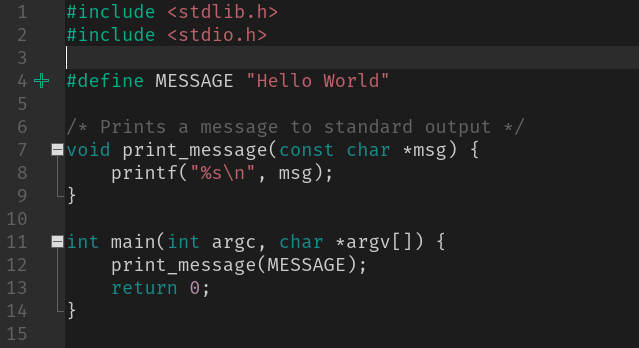 1 #include <stdlib.h>
2 #include <stdio.h>
3
4 #define MESSAGE "Hello World"
5
6 /* Prints a message to standard output */
7 void print_message(const char *msg) {
8     printf("%s\n", msg);
9 }
10
11 int main(int argc, char *argv[]) {
12     print_message(MESSAGE);
13     return 0;
14 }
15